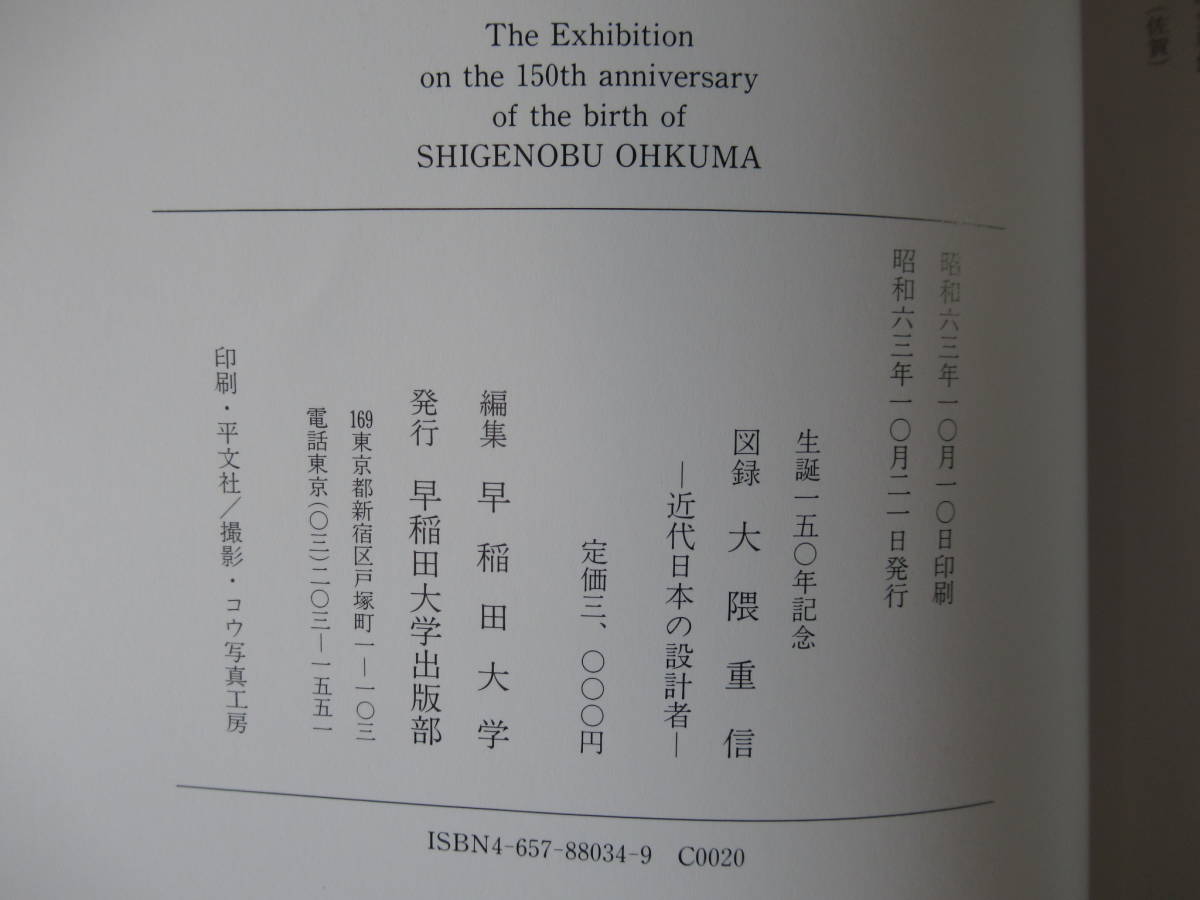 The Exhibition
on the 150th anniversary
of the birth of
SHIGENOBU OHKUMA
昭和六三年一〇月一〇日印刷
昭和六三年一〇月二一日発行
生誕一五〇年記念
図録 大隈重信
―近代日本の設計者―
定価三、〇〇〇円
編集 早稲田大学
発行 早稲田大学出版部
169東京都新宿区戸塚町一―一〇三
電話東京(〇三)二〇三―一五五一
印刷・平文社/撮影・コウ写真工房
ISBN4-657-88034-9 C0020
(佐賀)